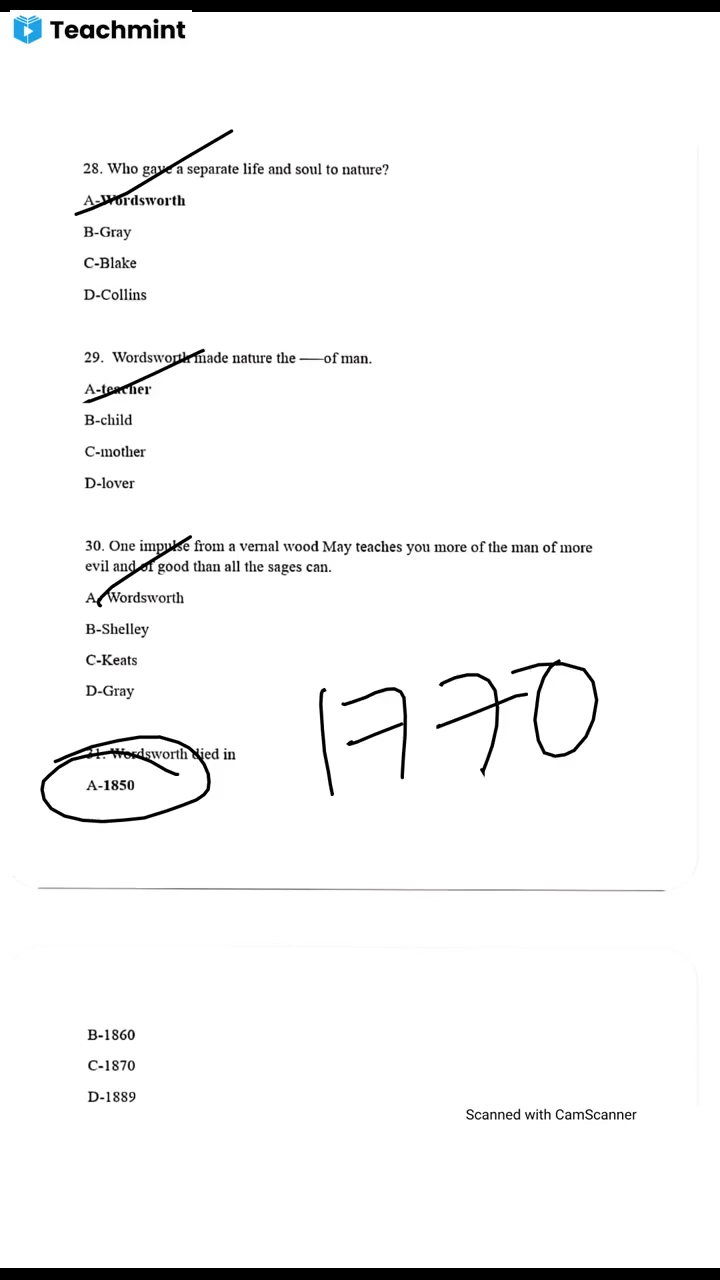 Teachmint
28. Who gave a separate life and soul to nature?
A-Wordsworth
B-Gray
C-Blake
D-Collins
29. Wordsworth made nature the —–of man.
A-teacher
B-child
C-mother
D-lover
30. One impulse from a vernal wood May teaches you more of the man of more
evil and of good than all the sages can.
A- Wordsworth
B-Shelley
C-Keats
D-Gray
1770
31. Wordsworth died in
A-1850
B-1860
C-1870
D-1889
Scanned with CamScanner